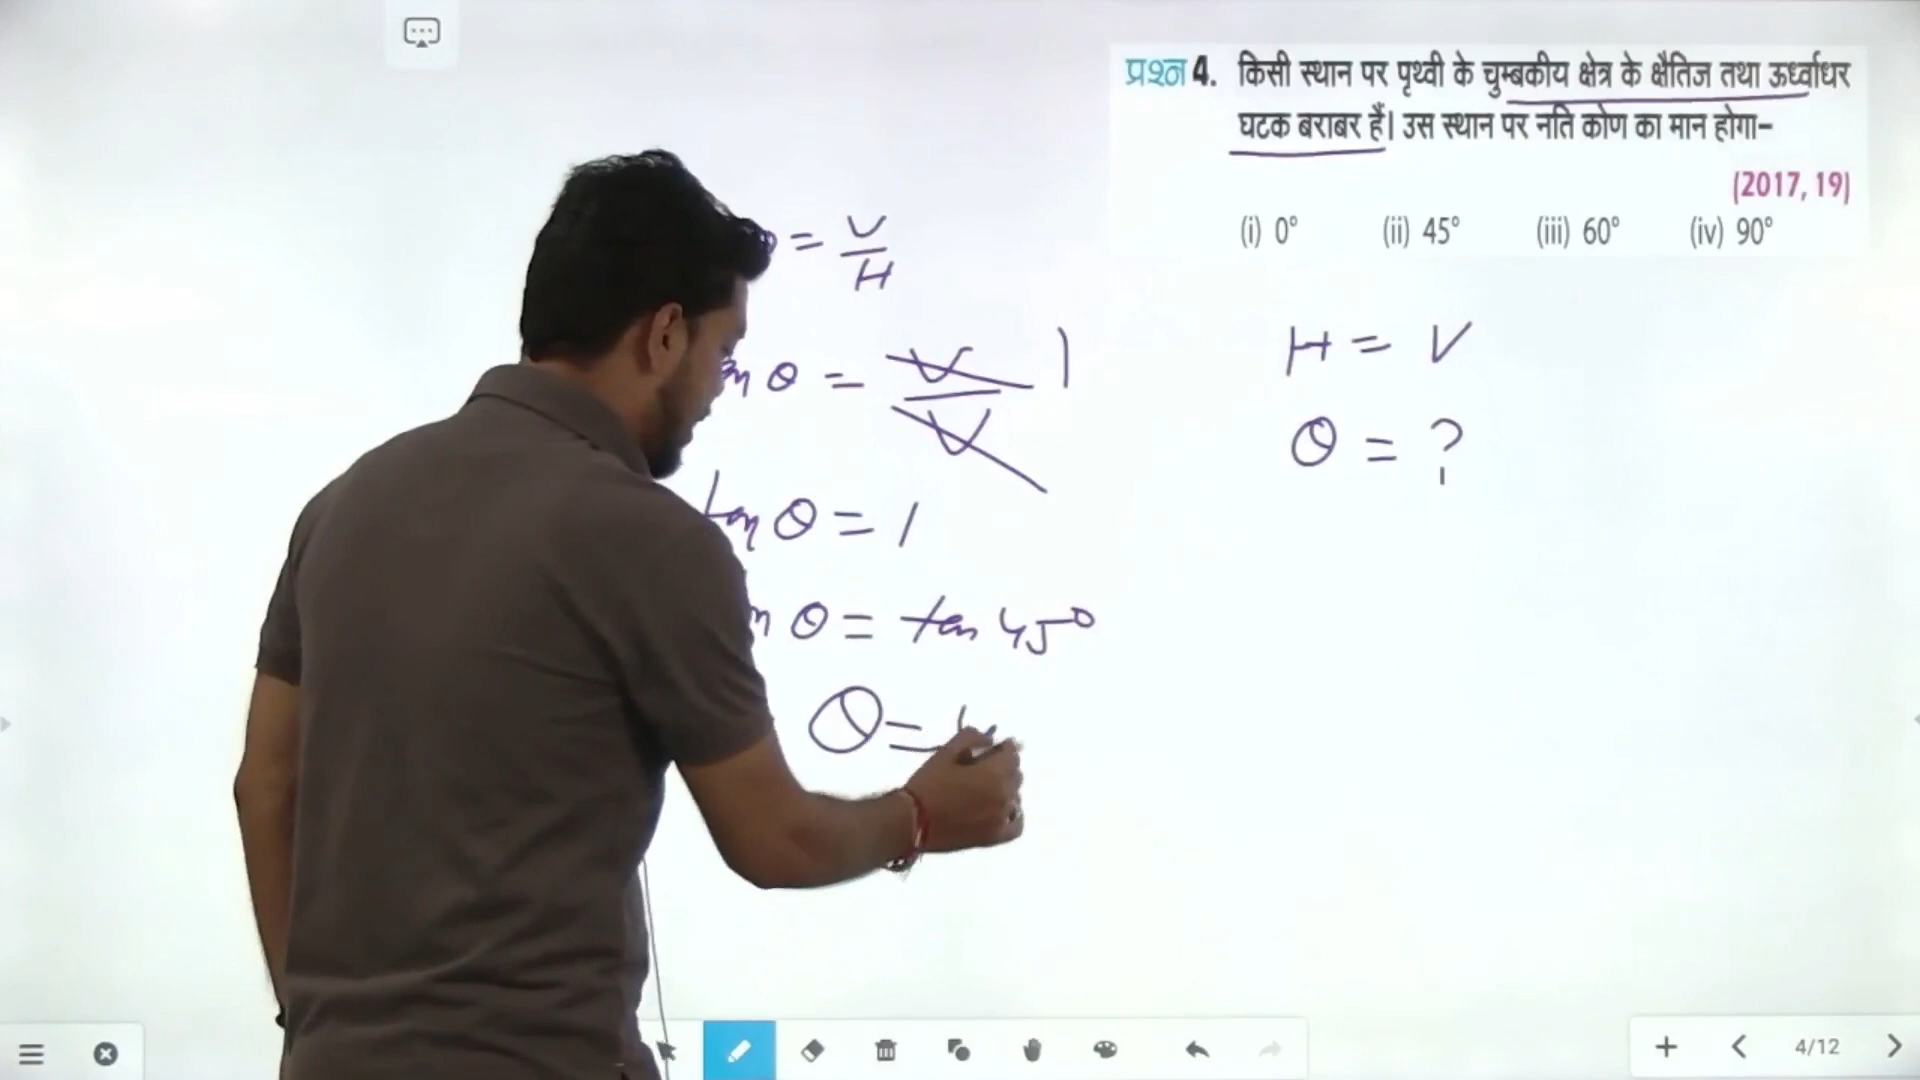 प्रश्न 4. किसी स्थान पर पृथ्वी के चुम्बकीय क्षेत्र के क्षैतिज तथा ऊर्ध्वाधर
घटक बराबर हैं। उस स्थान पर नति कोण का मान होगा–
(2017, 19)
(i) 0° (ii) 45° (iii) 60° (iv) 90°
= V/H
θ = V/V 1
tan θ = 1
θ = tan 45°
θ =
H = V
θ = ?
4/12